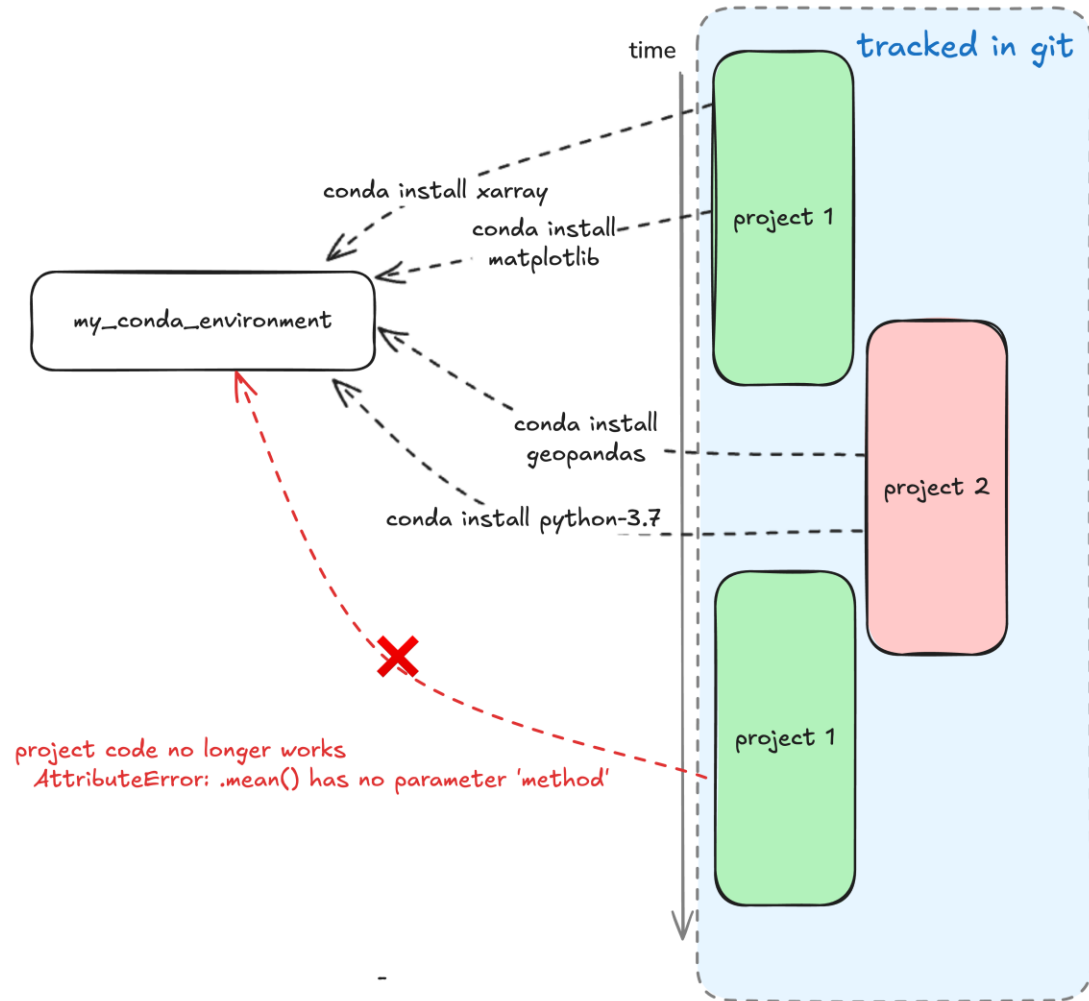 time
tracked in git
conda install xarray
conda install
matplotlib
project 1
my_conda_environment
conda install
geopandas
project 2
conda install python-3.7
project 1
project code no longer works
AttributeError: .mean() has no parameter 'method'
-